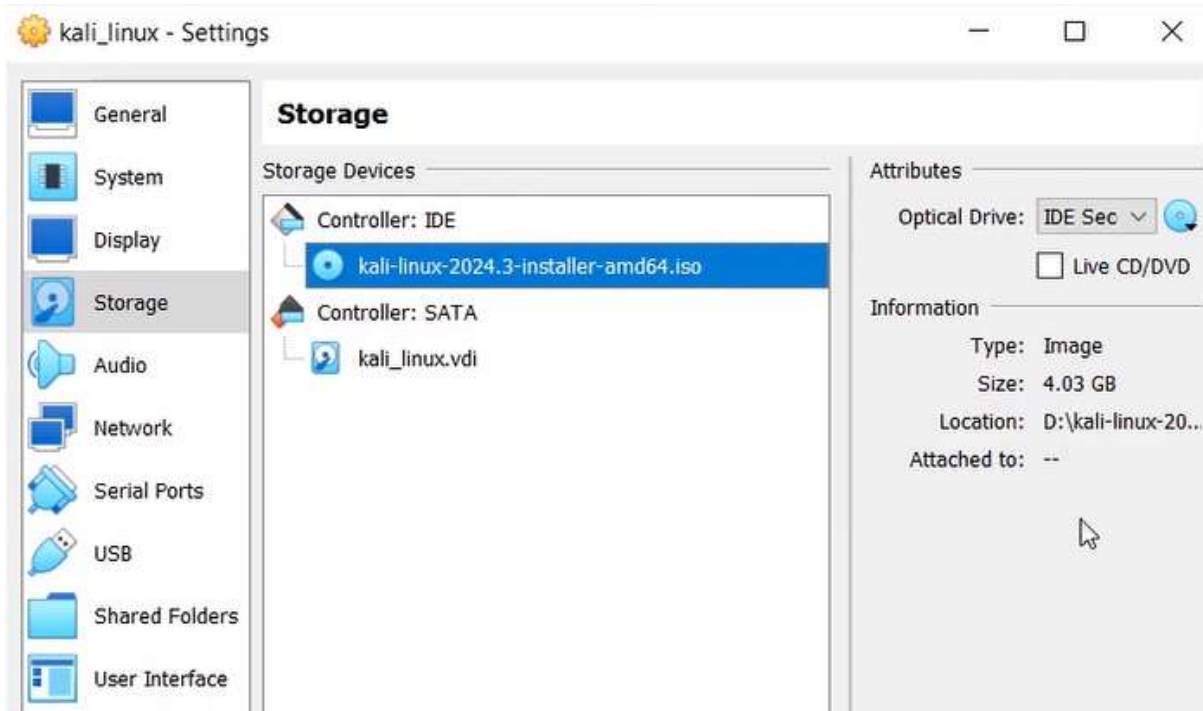 kali_linux - Settings
General
System
Display
Storage
Audio
Network
Serial Ports
USB
Shared Folders
User Interface
Storage
Storage Devices
Controller: IDE
kali-linux-2024.3-installer-amd64.iso
Controller: SATA
kali_linux.vdi
Attributes
Optical Drive: IDE Sec
Live CD/DVD
Information
Type: Image
Size: 4.03 GB
Location: D:\kali-linux-20...
Attached to: --